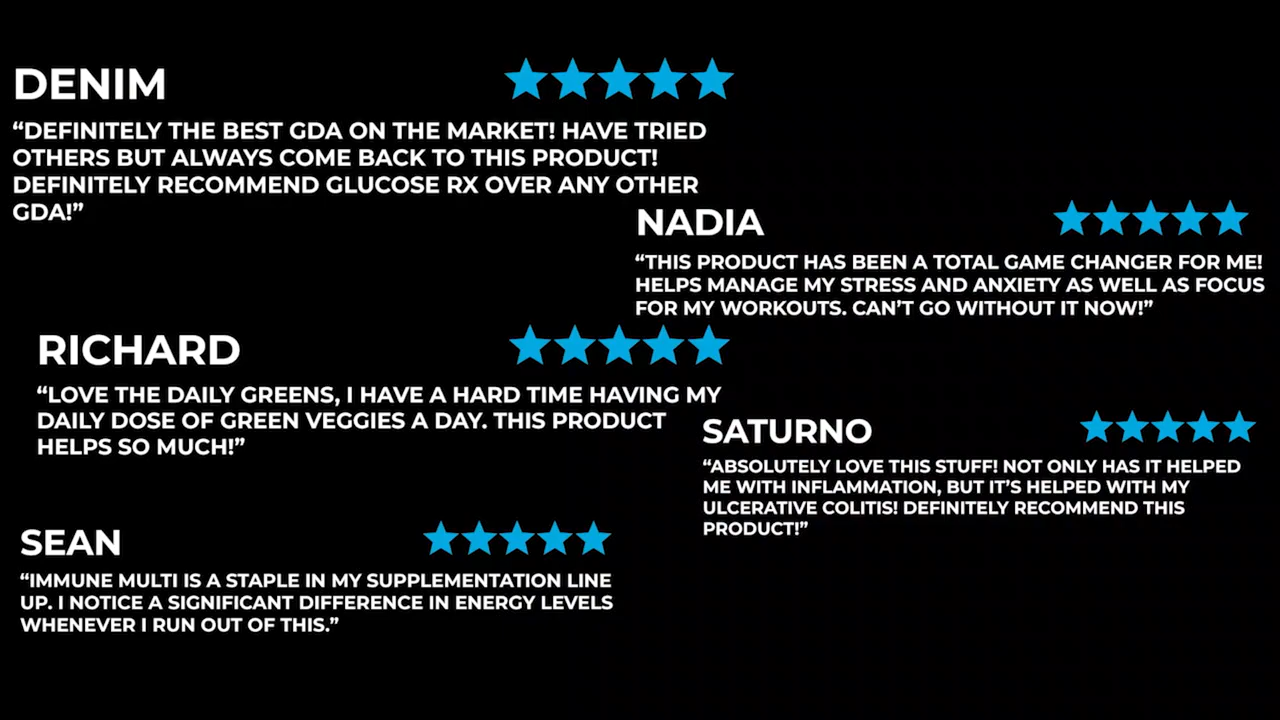 DENIM
“DEFINITELY THE BEST GDA ON THE MARKET! HAVE TRIED
OTHERS BUT ALWAYS COME BACK TO THIS PRODUCT!
DEFINITELY RECOMMEND GLUCOSE RX OVER ANY OTHER
GDA!”
NADIA
“THIS PRODUCT HAS BEEN A TOTAL GAME CHANGER FOR ME!
HELPS MANAGE MY STRESS AND ANXIETY AS WELL AS FOCUS
FOR MY WORKOUTS. CAN’T GO WITHOUT IT NOW!”
RICHARD
“LOVE THE DAILY GREENS, I HAVE A HARD TIME HAVING MY
DAILY DOSE OF GREEN VEGGIES A DAY. THIS PRODUCT
HELPS SO MUCH!”
SATURNO
“ABSOLUTELY LOVE THIS STUFF! NOT ONLY HAS IT HELPED
ME WITH INFLAMMATION, BUT IT’S HELPED WITH MY
ULCERATIVE COLITIS! DEFINITELY RECOMMEND THIS
PRODUCT!”
SEAN
“IMMUNE MULTI IS A STAPLE IN MY SUPPLEMENTATION LINE
UP. I NOTICE A SIGNIFICANT DIFFERENCE IN ENERGY LEVELS
WHENEVER I RUN OUT OF THIS.”